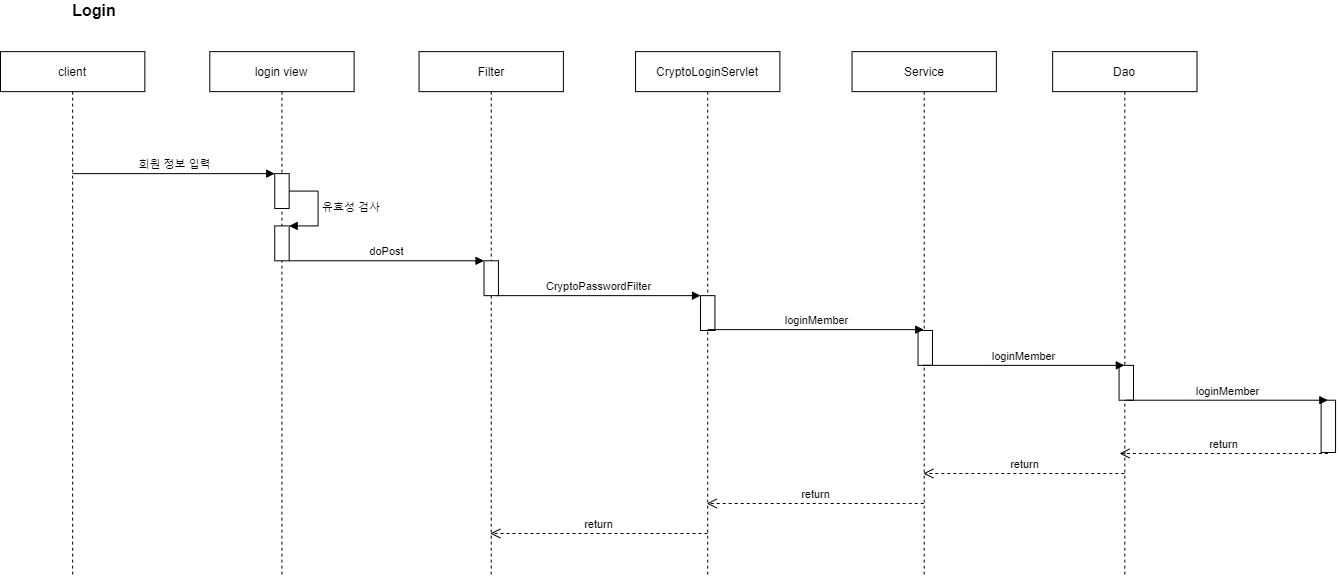 Login
client
login view
Filter
CryptoLoginServlet
Service
Dao
회원 정보 입력
유효성 검사
doPost
CryptoPasswordFilter
loginMember
loginMember
loginMember
return
return
return
return